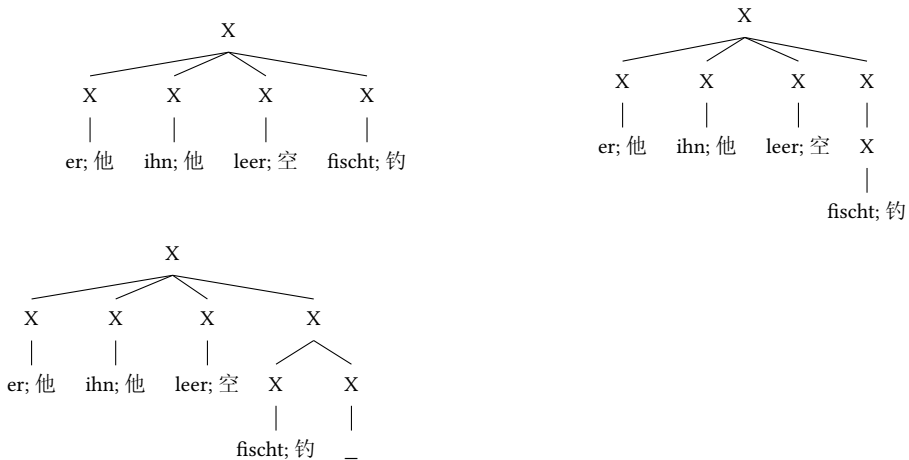 X
X X X X
er; 他 ihn; 他 leer; 空 fischt; 钓
X
X X X X
er; 他 ihn; 他 leer; 空 X
fischt; 钓
X
X X X X
er; 他 ihn; 他 leer; 空 X X
fischt; 钓 _